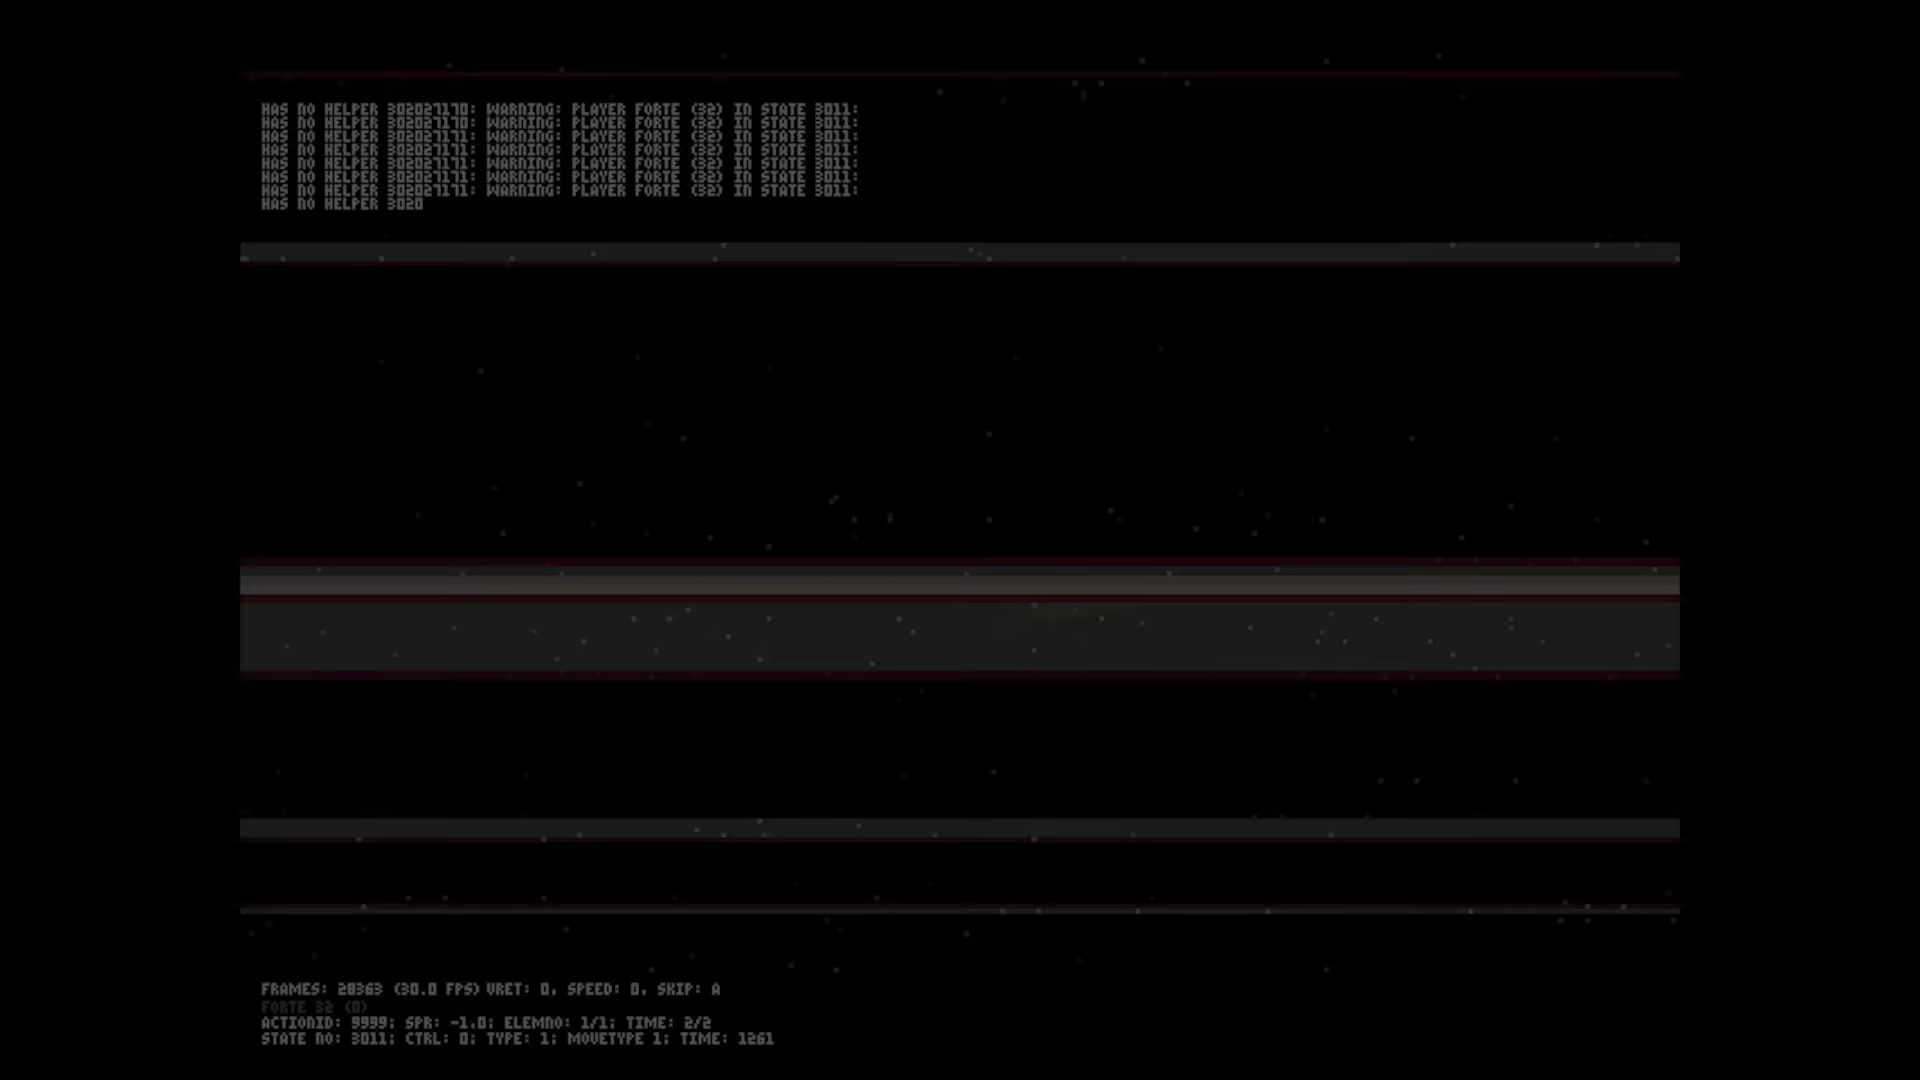 HAS NO HELPER 302027170: WARNING: PLAYER FORTE (32) IN STATE 3011:
HAS NO HELPER 302027170: WARNING: PLAYER FORTE (32) IN STATE 3011:
HAS NO HELPER 302027171: WARNING: PLAYER FORTE (32) IN STATE 3011:
HAS NO HELPER 302027171: WARNING: PLAYER FORTE (32) IN STATE 3011:
HAS NO HELPER 302027171: WARNING: PLAYER FORTE (32) IN STATE 3011:
HAS NO HELPER 302027171: WARNING: PLAYER FORTE (32) IN STATE 3011:
HAS NO HELPER 302027171: WARNING: PLAYER FORTE (32) IN STATE 3011:
HAS NO HELPER 3020
FRAMES: 28363 (30.0 FPS) VRET: 0, SPEED: 0, SKIP: A
FORTE 32 (0)
ACTIONID: 9999; SPR: -1,0; ELEMNO: 1/1; TIME: 2/2
STATE NO: 3011; CTRL: 0; TYPE: 1; MOVETYPE 1; TIME: 1261